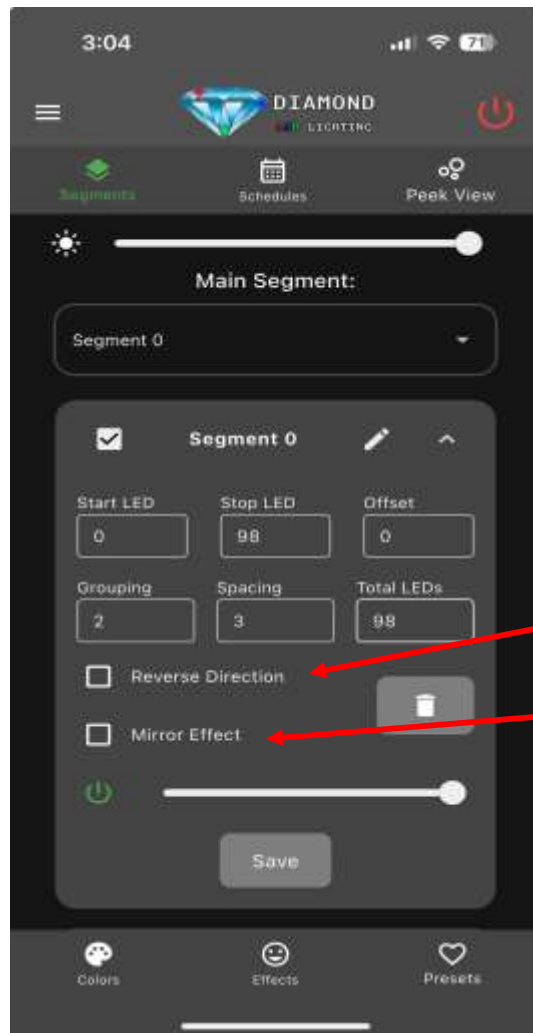 3:04
71
DIAMOND
LED LIGHTING
Segments
Schedules
Peek View
Main Segment:
Segment 0
Segment 0
Start LED
Stop LED
Offset
0
98
0
Grouping
Spacing
Total LEDs
2
3
98
Reverse Direction
Mirror Effect
Save
Colors
Effects
Presets